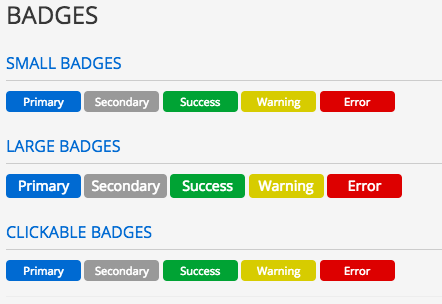 BADGES
SMALL BADGES
Primary Secondary Success Warning Error
LARGE BADGES
Primary Secondary Success Warning Error
CLICKABLE BADGES
Primary Secondary Success Warning Error